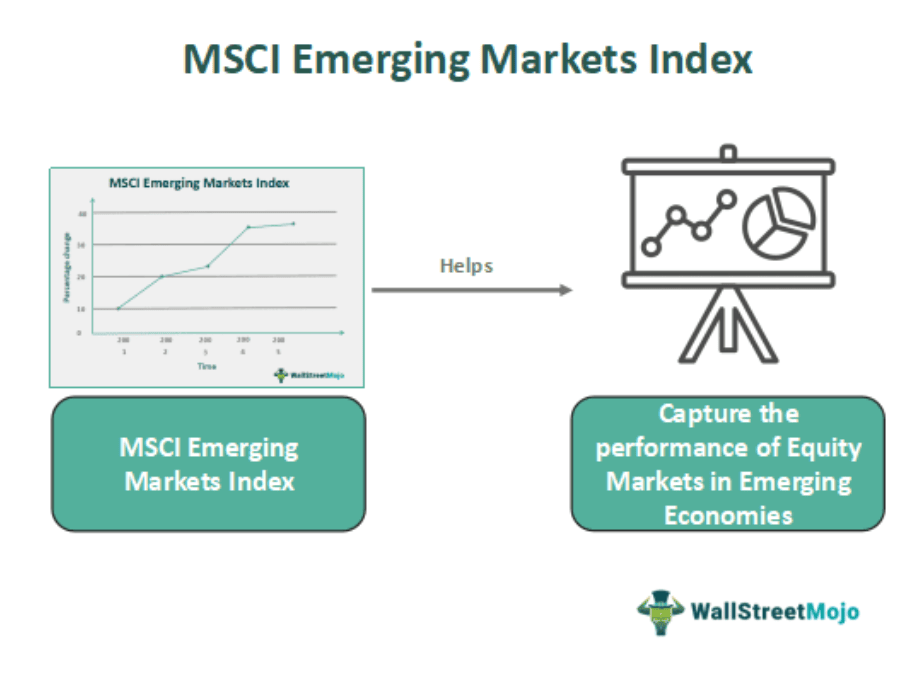 MSCI Emerging Markets Index
MSCI Emerging Markets Index
Percentage change
40
30
20
10
0
200
200
200
200
200
1
2
3
4
5
Time
WallStreetMojo
Helps
MSCI Emerging
Markets Index
Capture the
performance of Equity
Markets in Emerging
Economies
WallStreetMojo